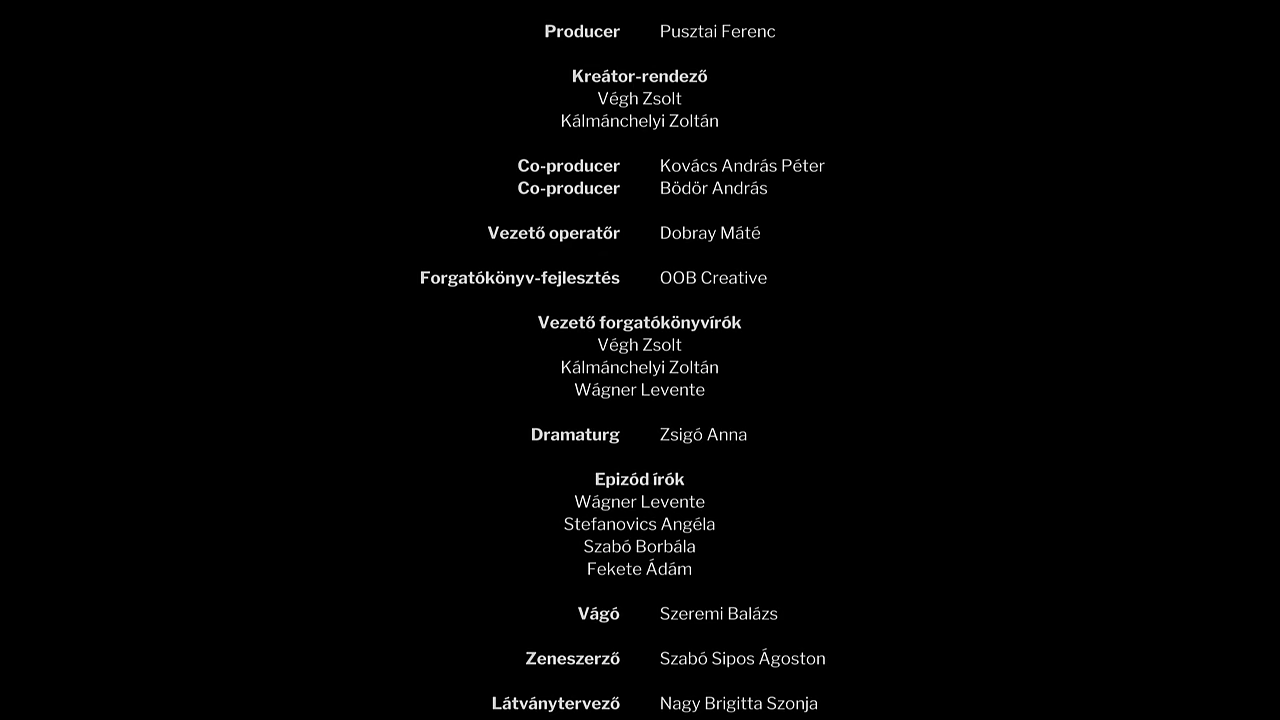 Producer Pusztai Ferenc
Kreátor-rendező
Végh Zsolt
Kálmánchelyi Zoltán
Co-producer Kovács András Péter
Co-producer Bödör András
Vezető operatőr Dobray Máté
Forgatókönyv-fejlesztés OOB Creative
Vezető forgatókönyvírók
Végh Zsolt
Kálmánchelyi Zoltán
Wágner Levente
Dramaturg Zsigó Anna
Epizód írók
Wágner Levente
Stefanovics Angéla
Szabó Borbála
Fekete Ádám
Vágó Szeremi Balázs
Zeneszerző Szabó Sipos Ágoston
Látványtervező Nagy Brigitta Szonja